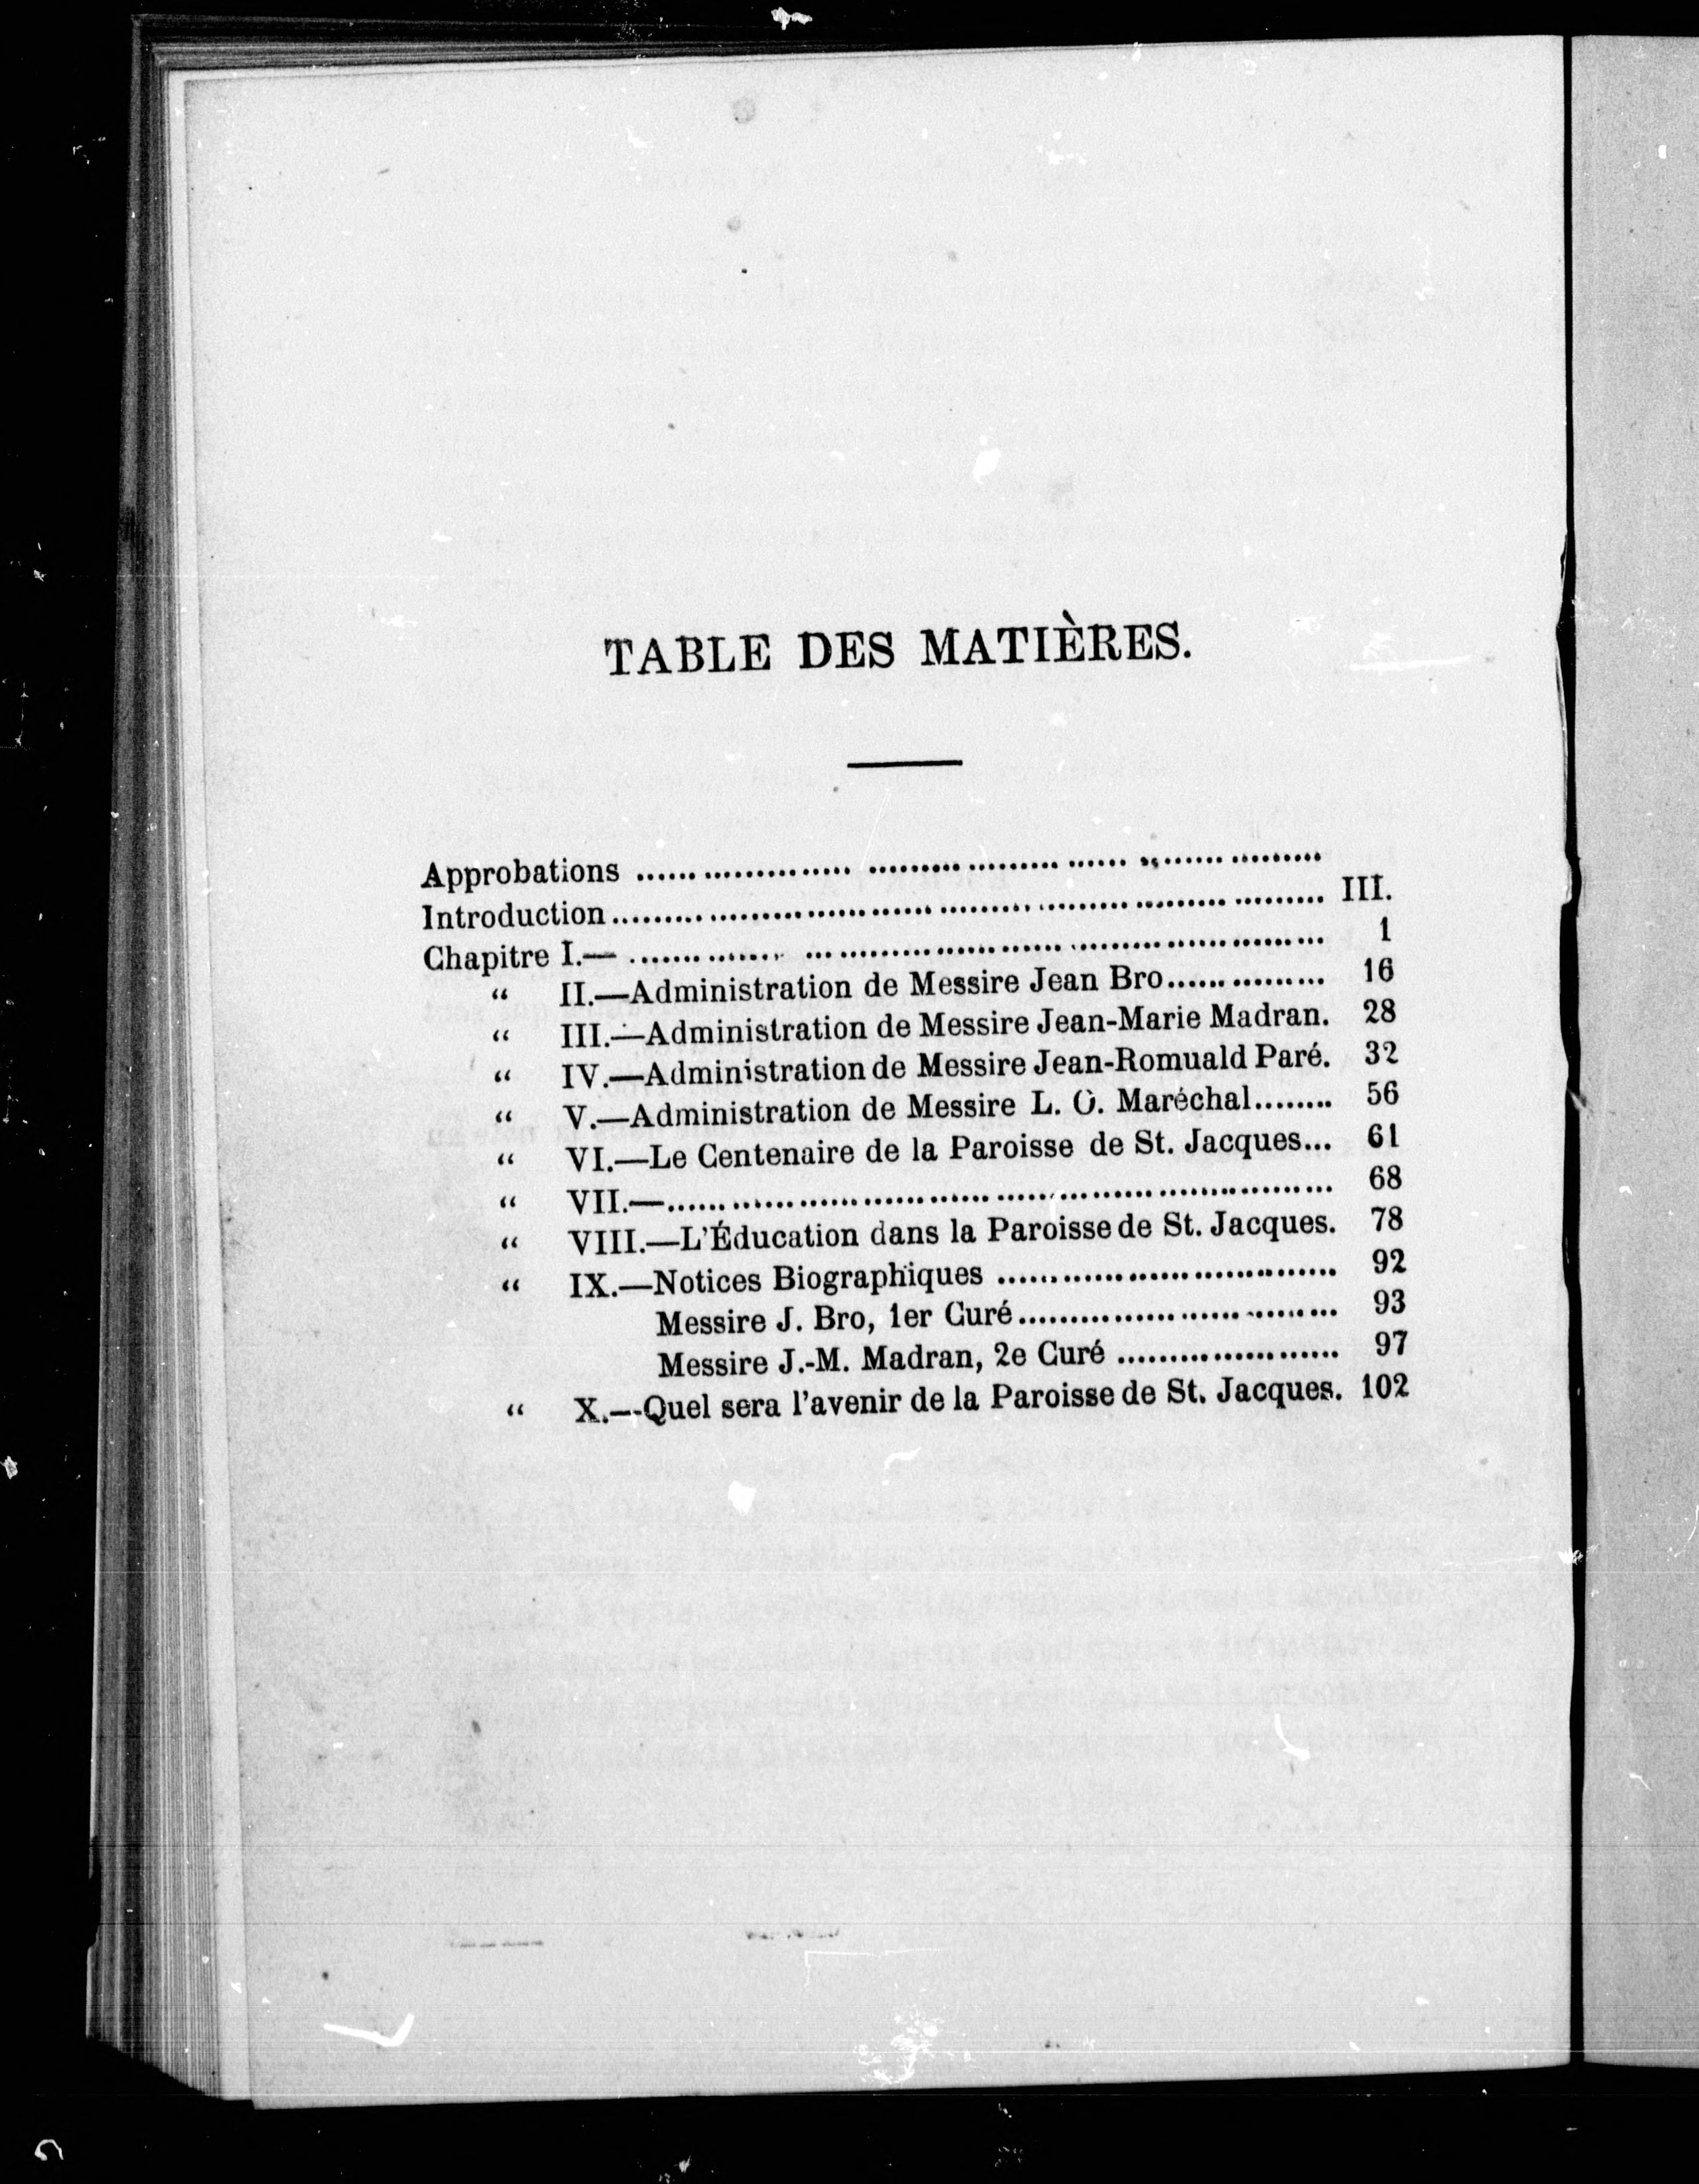 TABLE DES MATIÈRES.
Approbations ..............................................................
Introduction.............................................................. III.
Chapitre I.— .............................................................. 1
“ II.—Administration de Messire Jean Bro............... 16
“ III.—Administration de Messire Jean-Marie Madran. 28
“ IV.—Administration de Messire Jean-Romuald Paré. 32
“ V.—Administration de Messire L. O. Maréchal........ 56
“ VI.—Le Centenaire de la Paroisse de St. Jacques... 61
“ VII.—.............................................................. 68
“ VIII.—L'Éducation dans la Paroisse de St. Jacques. 78
“ IX.—Notices Biographiques ................................ 92
Messire J. Bro, 1er Curé.............................. 93
Messire J.-M. Madran, 2e Curé ..................... 97
“ X.—Quel sera l'avenir de la Paroisse de St. Jacques. 102